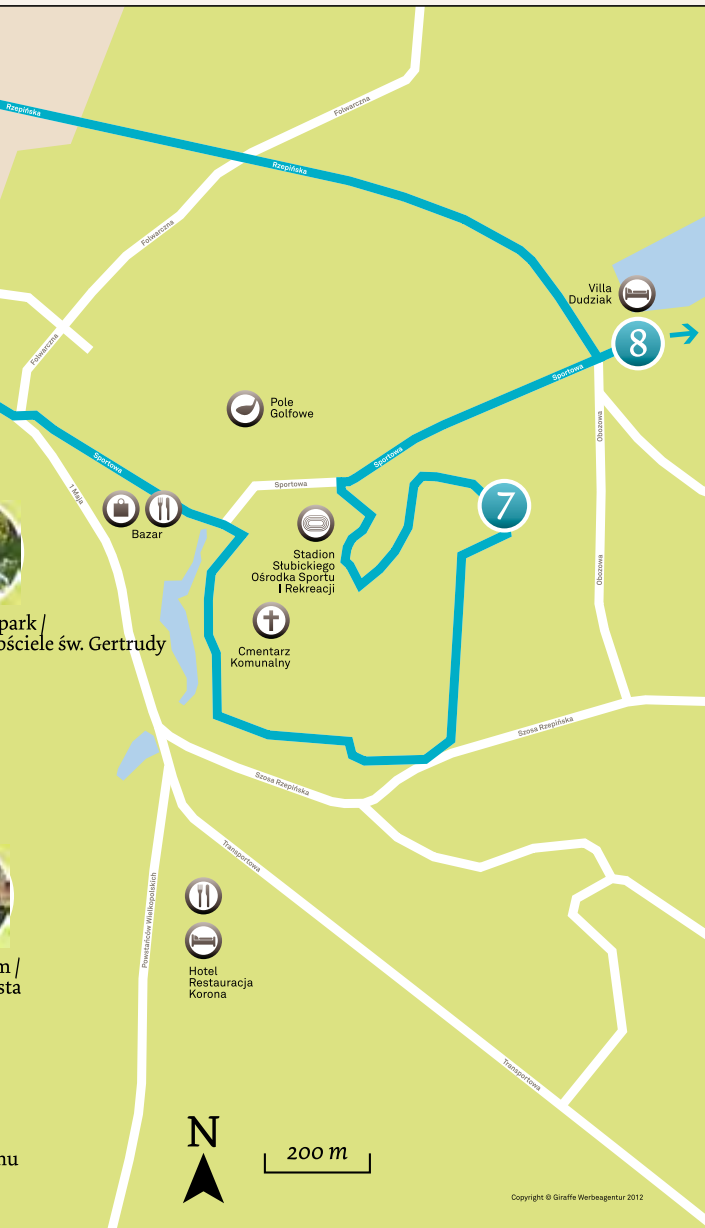 Rzepińska
Folwarczna
Rzepińska
Folwarczna
Villa
Dudziak
8
Folwarczna
Sportowa
Pole
Golfowe
Obozowa
Sportowa
Sportowa
Sportowa
1 Maja
7
Bazar
Stadion
Słubickiego
Ośrodka Sportu
I Rekreacji
Obozowa
park /
ościele św. Gertrudy
Cmentarz
Komunalny
Szosa Rzepińska
Szosa Rzepińska
Transportowa
Powstańców Wielkopolskich
m /
sta
Hotel
Restauracja
Korona
Transportowa
N
200 m
nu
Copyright © Giraffe Werbeagentur 2012